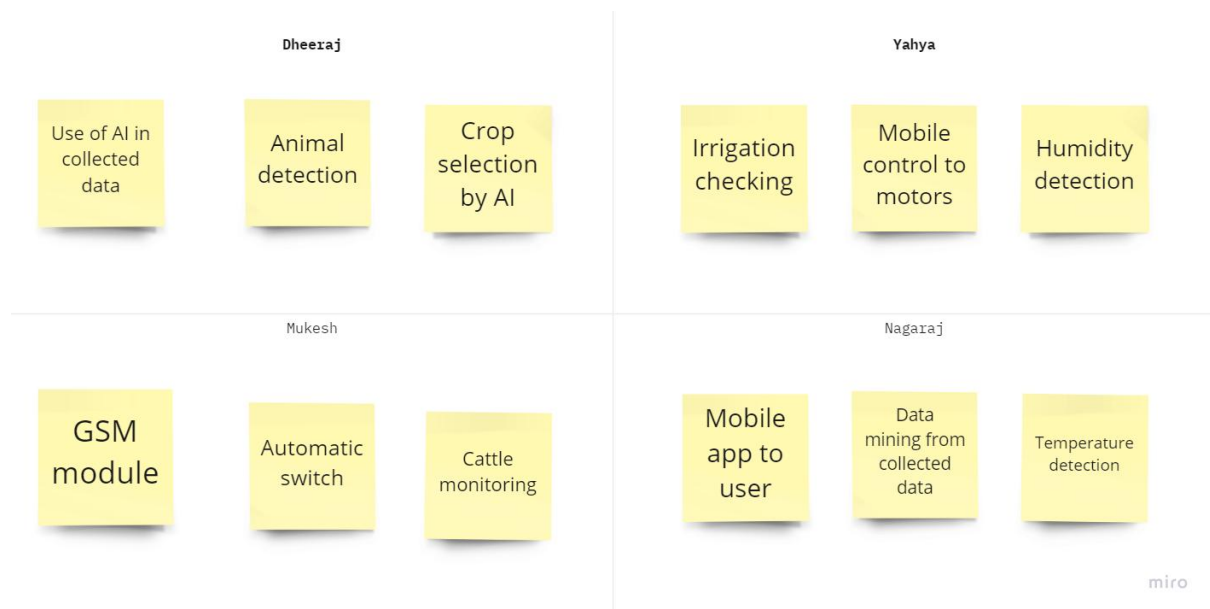 Dheeraj
Use of AI in
collected
data
Animal
detection
Crop
selection
by AI
Yahya
Irrigation
checking
Mobile
control to
motors
Humidity
detection
Mukesh
GSM
module
Automatic
switch
Cattle
monitoring
Nagaraj
Mobile
app to
user
Data
mining from
collected
data
Temperature
detection
miro